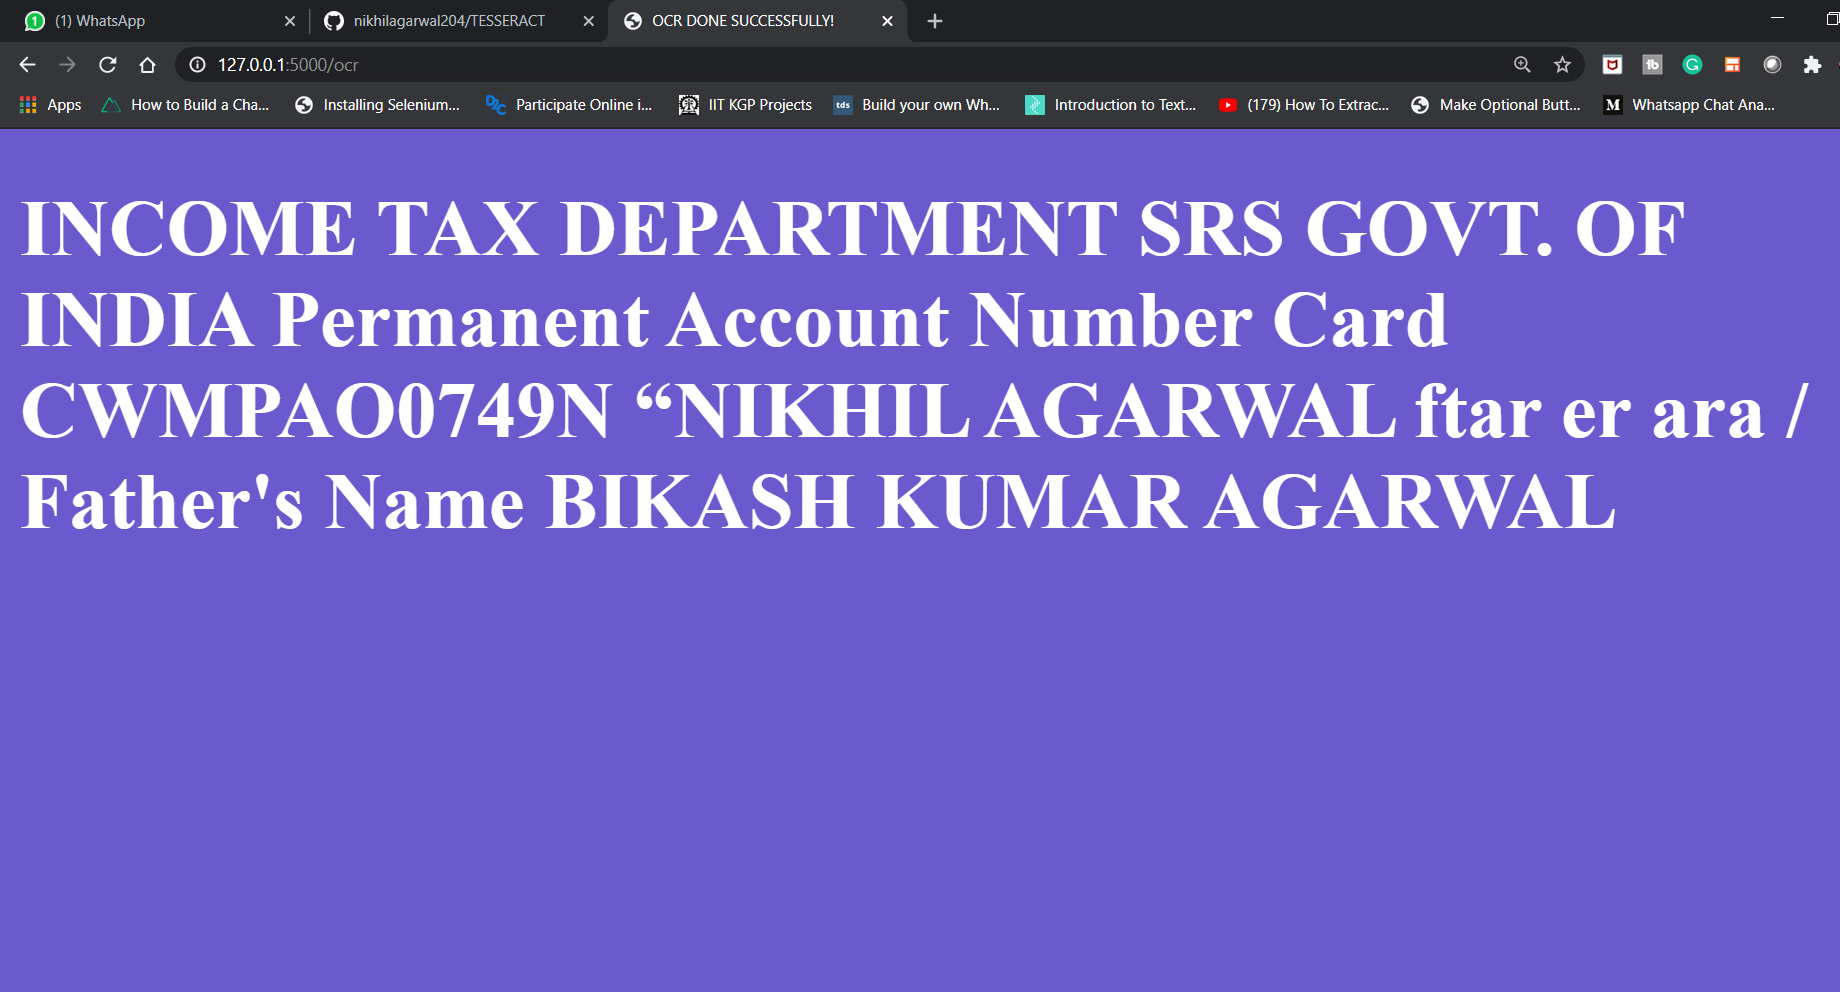 (1) WhatsApp
nikhilagarwal204/TESSERACT
OCR DONE SUCCESSFULLY!
127.0.0.1:5000/ocr
Apps
How to Build a Cha...
Installing Selenium...
Participate Online i...
IIT KGP Projects
tds
Build your own Wh...
Introduction to Text...
(179) How To Extrac...
Make Optional Butt...
Whatsapp Chat Ana...
INCOME TAX DEPARTMENT SRS GOVT. OF
INDIA Permanent Account Number Card
CWMPAO0749N “NIKHIL AGARWAL ftar er ara /
Father's Name BIKASH KUMAR AGARWAL